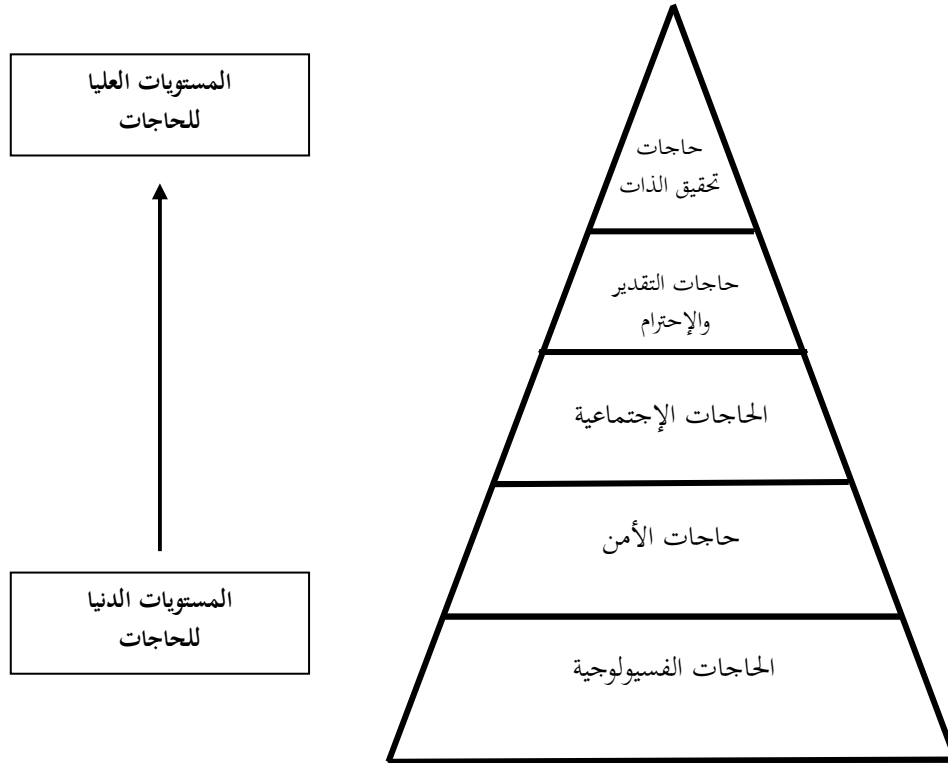 المستويات العليا
للحاجات
حاجات
تحقيق الذات
حاجات التقدير
والإحترام
الحاجات الإجتماعية
حاجات الأمن
المستويات الدنيا
للحاجات
الحاجات الفسيولوجية